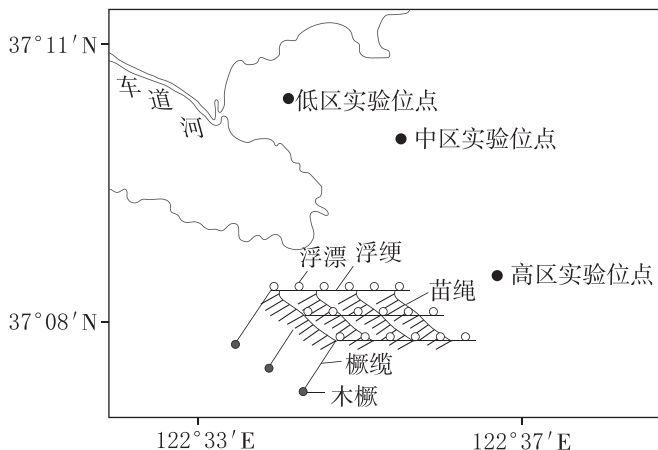 37°11′N
车道河
低区实验位点
中区实验位点
高区实验位点
浮漂
浮绠
苗绳
37°08′N
橛缆
木橛
122°33′E
122°37′E